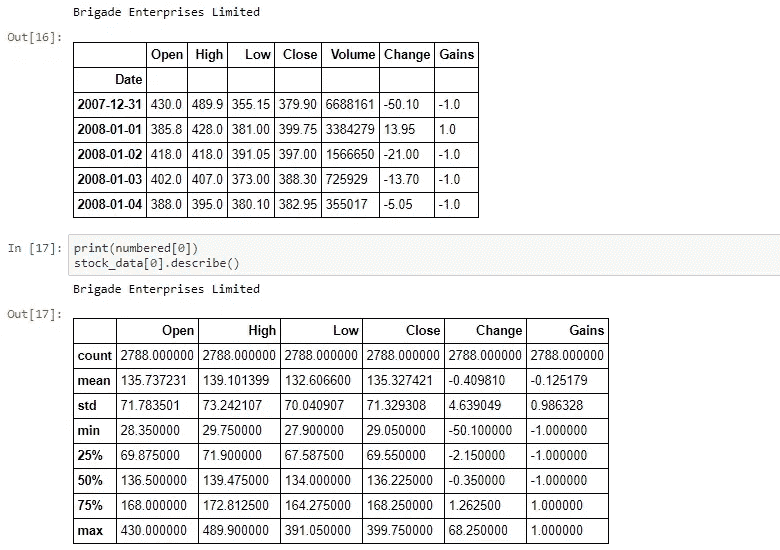 Brigade Enterprises Limited
Out[16]:
Open High Low Close Volume Change Gains
Date
2007-12-31 430.0 489.9 355.15 379.90 6688161 -50.10 -1.0
2008-01-01 385.8 428.0 381.00 399.75 3384279 13.95 1.0
2008-01-02 418.0 418.0 391.05 397.00 1566650 -21.00 -1.0
2008-01-03 402.0 407.0 373.00 388.30 725929 -13.70 -1.0
2008-01-04 388.0 395.0 380.10 382.95 355017 -5.05 -1.0
In [17]: print(numbered[0])
stock_data[0].describe()
Brigade Enterprises Limited
Out[17]:
Open High Low Close Change Gains
count 2788.000000 2788.000000 2788.000000 2788.000000 2788.000000 2788.000000
mean 135.737231 139.101399 132.606600 135.327421 -0.409810 -0.125179
std 71.783501 73.242107 70.040907 71.329308 4.639049 0.986328
min 28.350000 29.750000 27.900000 29.050000 -50.100000 -1.000000
25% 69.875000 71.900000 67.587500 69.550000 -2.150000 -1.000000
50% 136.500000 139.475000 134.000000 136.225000 -0.350000 -1.000000
75% 168.000000 172.812500 164.275000 168.250000 1.262500 1.000000
max 430.000000 489.900000 391.050000 399.750000 68.250000 1.000000